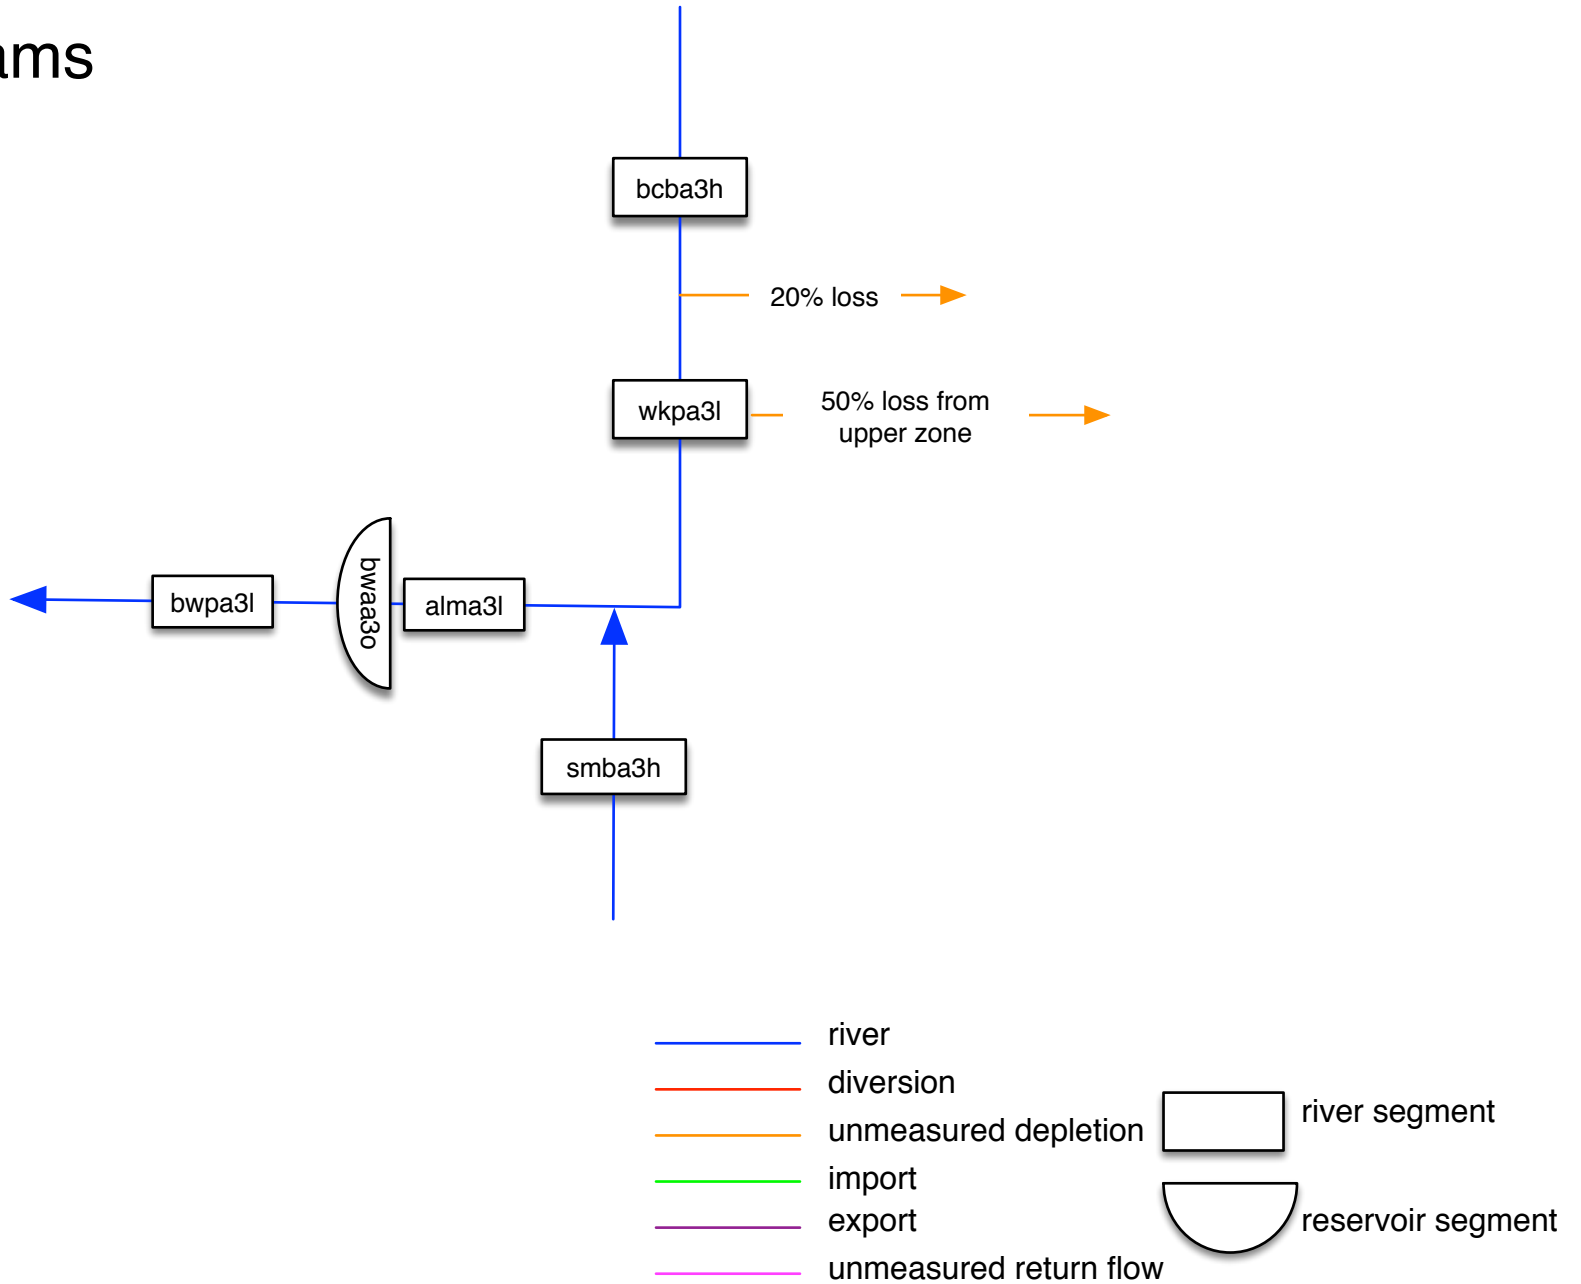 ams
bcba3h
20% loss
wkpa3l
50% loss from
upper zone
bwpa3l
bwaa3o
alma3l
smba3h
river
diversion
unmeasured depletion
river segment
import
export
reservoir segment
unmeasured return flow